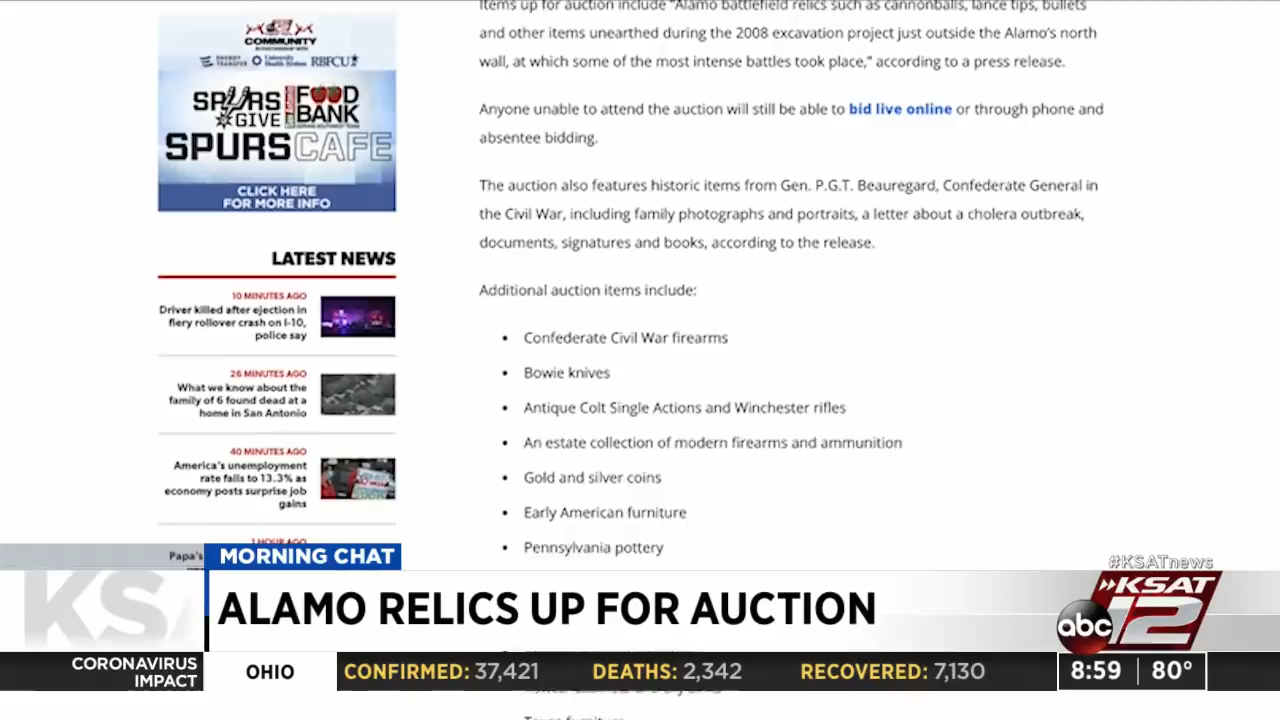 Items up for auction include "Alamo battlefield relics such as cannonballs, lance tips, bullets
and other items unearthed during the 2008 excavation project just outside the Alamo's north
wall, at which some of the most intense battles took place," according to a press release.
Anyone unable to attend the auction will still be able to bid live online or through phone and
absentee bidding.
The auction also features historic items from Gen. P.G.T. Beauregard, Confederate General in
the Civil War, including family photographs and portraits, a letter about a cholera outbreak,
documents, signatures and books, according to the release.
Additional auction items include:
• Confederate Civil War firearms
• Bowie knives
• Antique Colt Single Actions and Winchester rifles
• An estate collection of modern firearms and ammunition
• Gold and silver coins
• Early American furniture
• Pennsylvania pottery
COMMUNITY
ENERGY TRANSFER
University Health System
RBFCU
SPURS GIVE
FOOD BANK
SPURS CAFE
CLICK HERE
FOR MORE INFO
LATEST NEWS
10 MINUTES AGO
Driver killed after ejection in
fiery rollover crash on I-10,
police say
26 MINUTES AGO
What we know about the
family of 6 found dead at a
home in San Antonio
40 MINUTES AGO
America's unemployment
rate falls to 13.3% as
economy posts surprise job
gains
1 HOUR AGO
Papa's
MORNING CHAT
KSA
ALAMO RELICS UP FOR AUCTION
#KSATnews
KSAT
abc 12
CORONAVIRUS
IMPACT
OHIO
CONFIRMED: 37,421
DEATHS: 2,342
RECOVERED: 7,130
8:59
80°